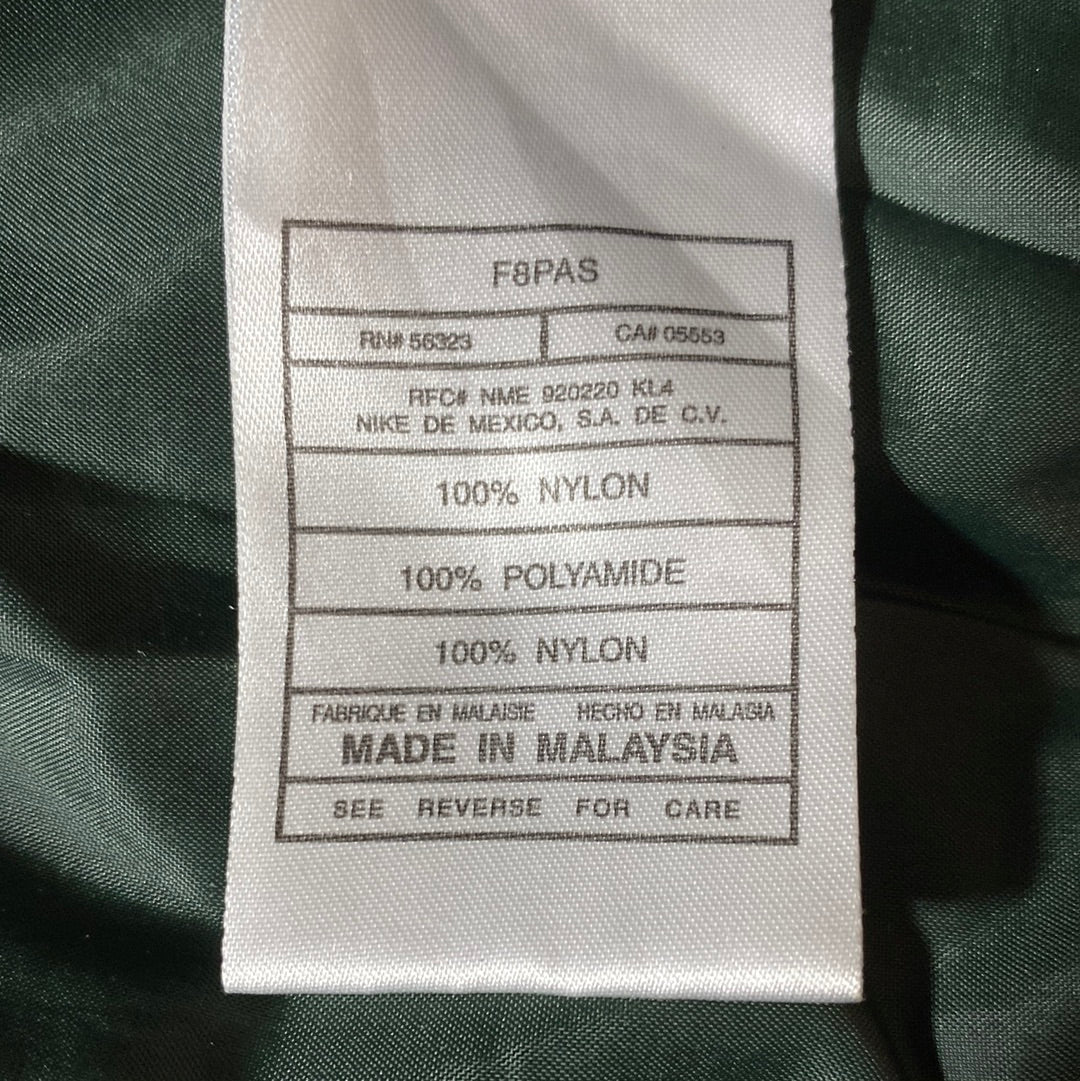 F8PAS
RN# 56323 CA# 05553
RFC# NME 920220 KL4
NIKE DE MEXICO, S.A. DE C.V.
100% NYLON
100% POLYAMIDE
100% NYLON
FABRIQUE EN MALAISIE HECHO EN MALASIA
MADE IN MALAYSIA
SEE REVERSE FOR CARE